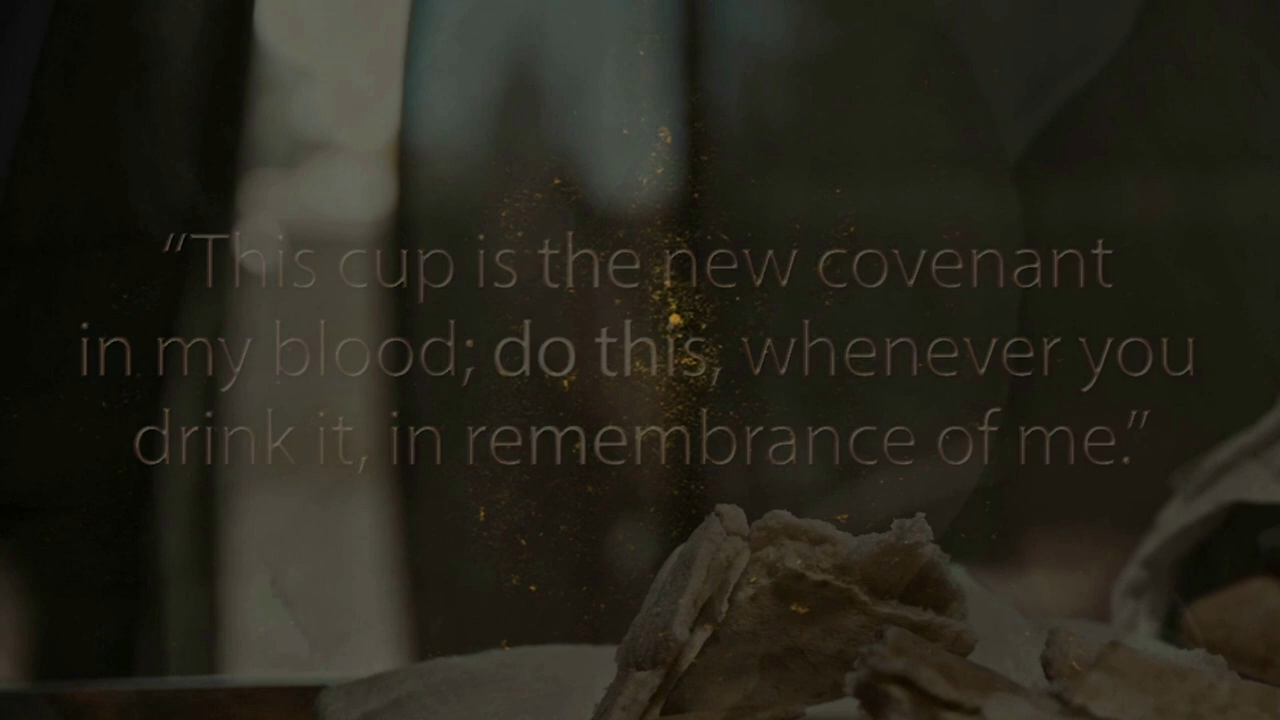 “This cup is the new covenant
in my blood; do this, whenever you
drink it, in remembrance of me.”